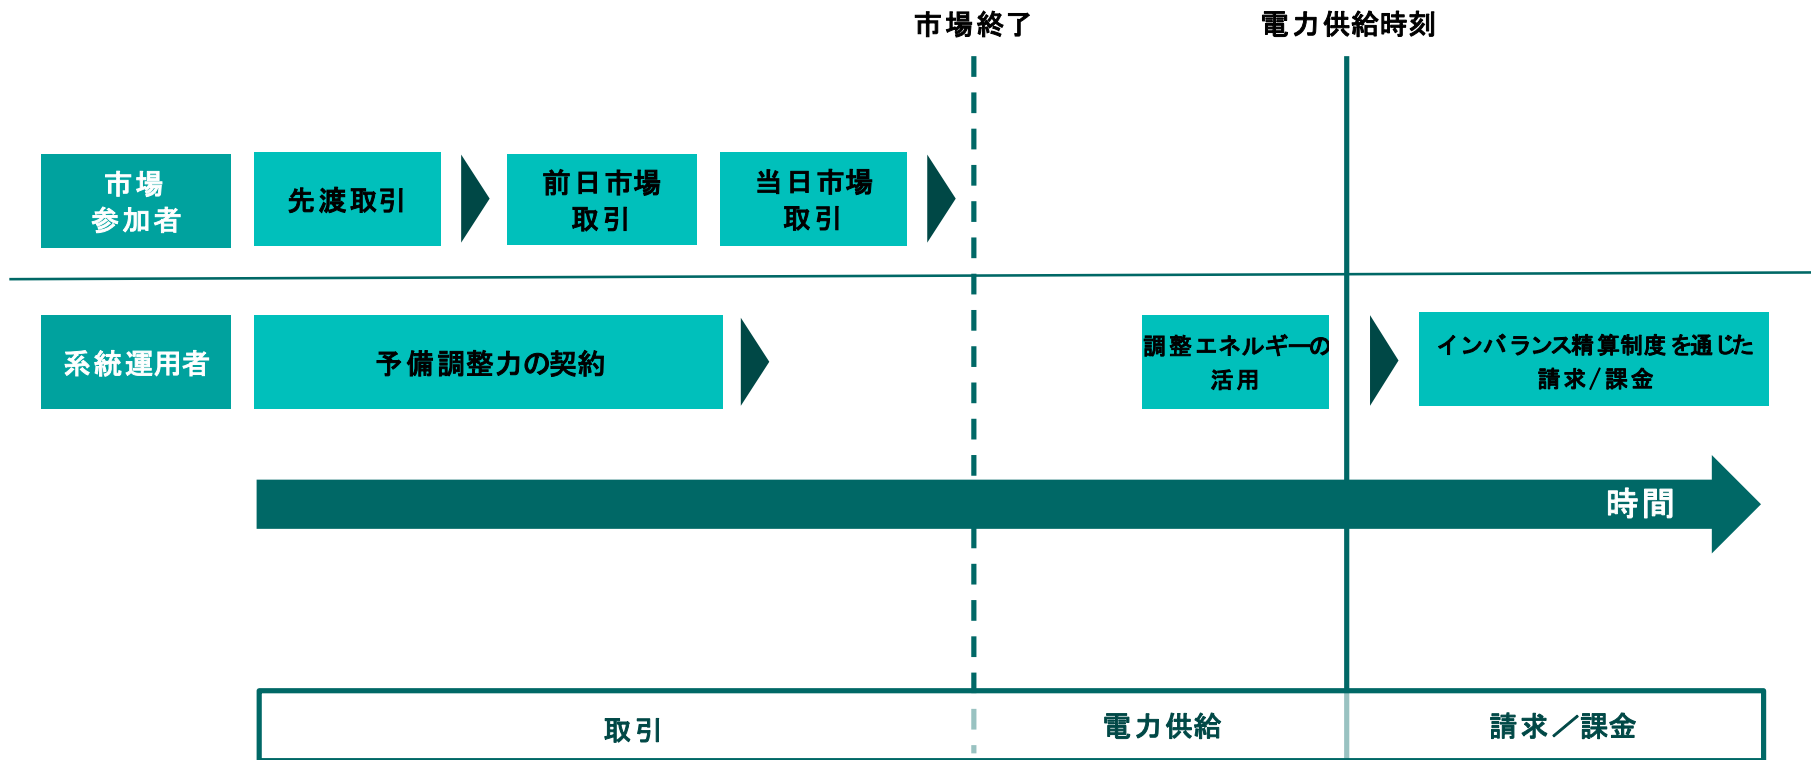 市場終了
電力供給時刻
市場
参加者
先渡取引
前日市場
取引
当日市場
取引
系統運用者
予備調整力の契約
調整エネルギーの
活用
インバランス精算制度を通じた
請求/課金
時間
取引
電力供給
請求／課金